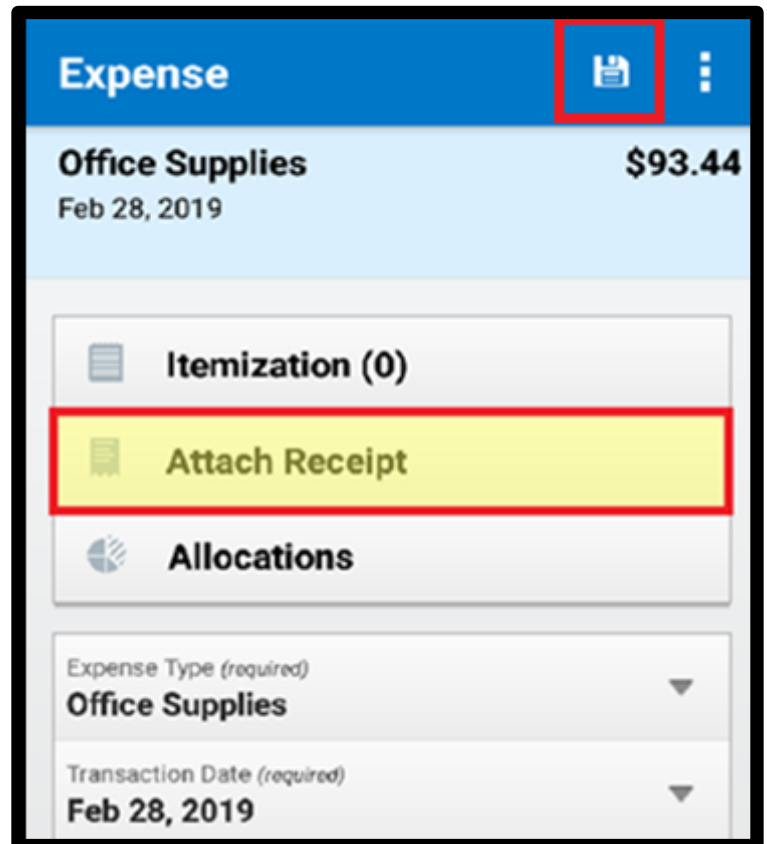 Expense
Office Supplies $93.44
Feb 28, 2019
Itemization (0)
Attach Receipt
Allocations
Expense Type (required)
Office Supplies
Transaction Date (required)
Feb 28, 2019